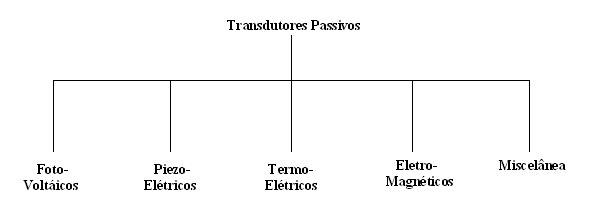 Transdutores Passivos
Foto-
Voltáicos
Piezo-
Elétricos
Termo-
Elétricos
Eletro-
Magnéticos
Miscelânea